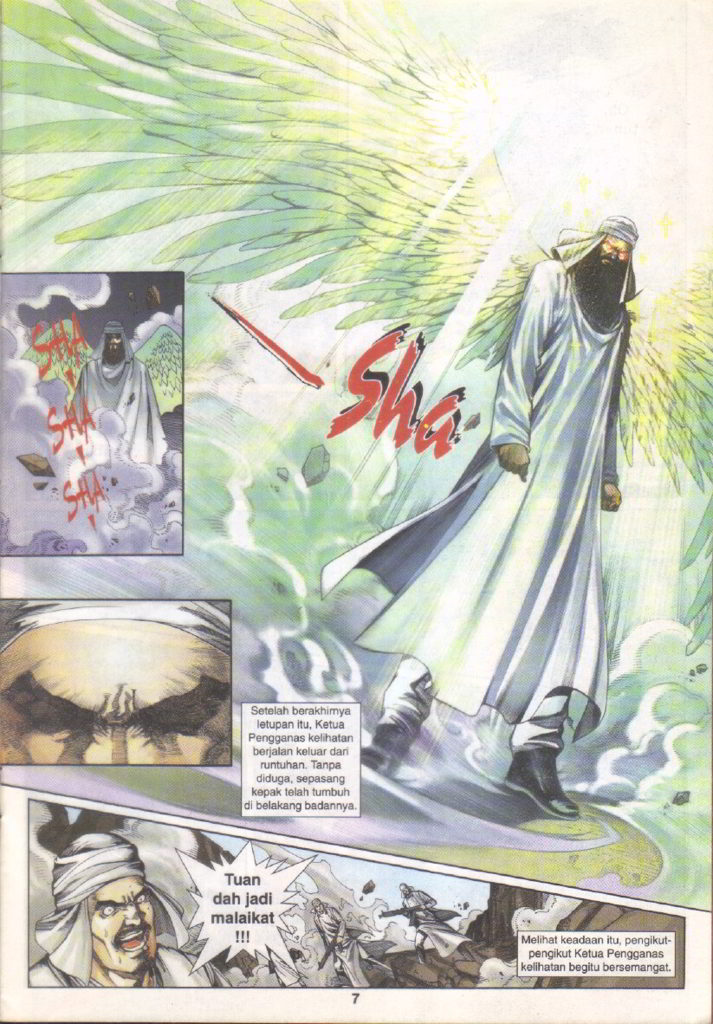 Sha
SHA
SHA
SHA
Setelah berakhirnya
letupan itu, Ketua
Pengganas kelihatan
berjalan keluar dari
runtuhan. Tanpa
diduga, sepasang
kepak telah tumbuh
di belakang badannya.
Tuan
dah jadi
malaikat
!!!
Melihat keadaan itu, pengikut-
pengikut Ketua Pengganas
kelihatan begitu bersemangat.
7